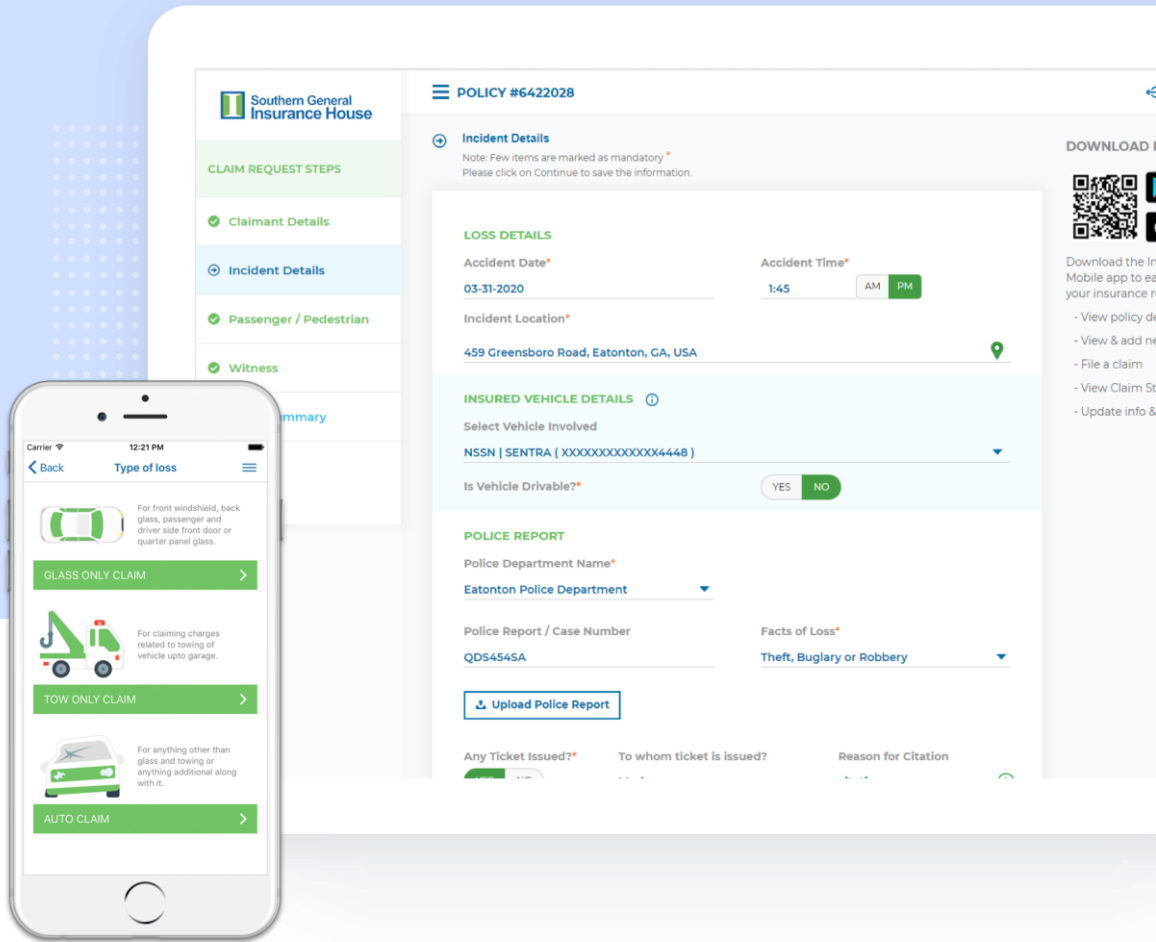 Southern General
Insurance House
POLICY #6422028
CLAIM REQUEST STEPS
Claimant Details
Incident Details
Passenger / Pedestrian
Witness
mmary
Incident Details
Note: Few items are marked as mandatory *
Please click on Continue to save the information.
LOSS DETAILS
Accident Date* Accident Time*
03-31-2020 1:45 AM PM
Incident Location*
459 Greensboro Road, Eatonton, GA, USA
INSURED VEHICLE DETAILS
Select Vehicle Involved
NSSN | SENTRA ( XXXXXXXXXXXXX4448 )
Is Vehicle Drivable?* YES NO
POLICE REPORT
Police Department Name*
Eatonton Police Department
Police Report / Case Number Facts of Loss*
QDS454SA Theft, Buglary or Robbery
Upload Police Report
Any Ticket Issued?* To whom ticket is issued? Reason for Citation
DOWNLOAD
Download the In
Mobile app to ea
your insurance r
- View policy de
- View & add ne
- File a claim
- View Claim St
- Update info &
Carrier 12:21 PM
Back Type of loss
For front windshield, back
glass, passenger and
driver side front door or
quarter panel glass.
GLASS ONLY CLAIM
For claiming charges
related to towing of
vehicle upto garage.
TOW ONLY CLAIM
For anything other than
glass and towing or
anything additional along
with it.
AUTO CLAIM